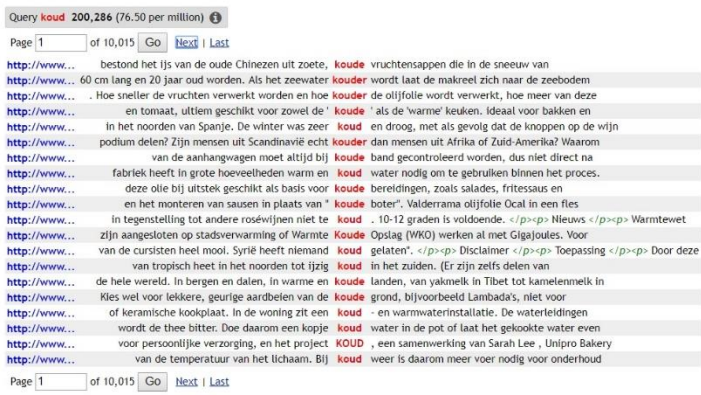 Query koud 200,286 (76.50 per million)
Page 1 of 10,015 Go Next | Last
http://www... bestond het ijs van de oude Chinezen uit zoete, koude vruchtensappen die in de sneeuw van
http://www... 60 cm lang en 20 jaar oud worden. Als het zeewater kouder wordt laat de makreel zich naar de zeebodem
http://www... . Hoe sneller de vruchten verwerkt worden en hoe kouder de olijfolie wordt verwerkt, hoe meer van deze
http://www... en tomaat, ultiem geschikt voor zowel de ' koude ' als de 'warme' keuken. Ideaal voor bakken en
http://www... in het noorden van Spanje. De winter was zeer koud en droog, met als gevolg dat de knoppen op de wijn
http://www... podium delen? Zijn mensen uit Scandinavië echt kouder dan mensen uit Afrika of Zuid-Amerika? Waarom
http://www... van de aanhangwagen moet altijd bij koude band gecontroleerd worden, dus niet direct na
http://www... fabriek heeft in grote hoeveelheden warm en koud water nodig om te gebruiken binnen het proces.
http://www... deze olie bij uitstek geschikt als basis voor koude bereidingen, zoals salades, fritessaus en
http://www... en het monteren van sausen in plaats van " koude boter". Valderrama olijfolie Ocal in een fles
http://www... in tegenstelling tot andere roséwijnen niet te koud . 10-12 graden is voldoende. </p><p> Nieuws </p><p> Warmtewet
http://www... zijn aangesloten op stadsverwarming of Warmte Koude Opslag (WKO) werken al met Gigajoules. Voor
http://www... van de cursisten heel mooi. Syrië heeft niemand koud gelaten". </p><p> Disclaimer </p><p> Toepassing </p><p> Door deze
http://www... van tropisch heet in het noorden tot ijzig koud in het zuiden. (Er zijn zelfs delen van
http://www... de hele wereld. In bergen en dalen, in warme en koude landen, van yakmelk in Tibet tot kamelenmelk in
http://www... Kies wel voor lekkere, geurige aardbeien van de koude grond, bijvoorbeeld Lambada's, niet voor
http://www... of keramische kookplaat. In de woning zit een koud - en warmwaterinstallatie. De waterleidingen
http://www... wordt de thee bitter. Doe daarom een kopje koud water in de pot of laat het gekookte water even
http://www... voor persoonlijke verzorging, en het project KOUD , een samenwerking van Sarah Lee , Unipro Bakery
http://www... van de temperatuur van het lichaam. Bij koud weer is daarom meer voer nodig voor onderhoud
Page 1 of 10,015 Go Next | Last